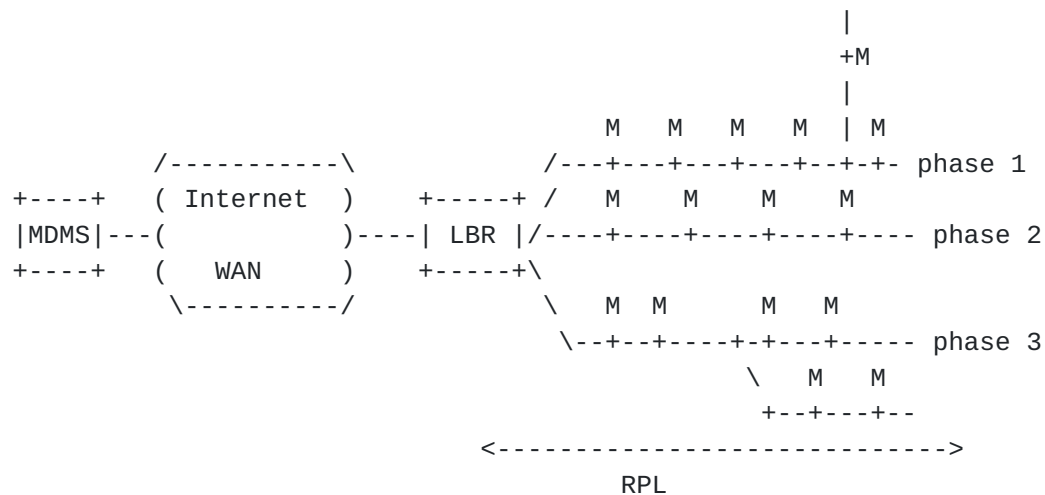 |
                                                      +M
                                                      |
                                       M   M   M   M  | M
          /-----------\                         /---+---+---+---+--+-+- phase 1
+----+   ( Internet  )     +-----+ /   M    M    M    M
|MDMS|---(           )----| LBR |/----+----+----+----+---- phase 2
+----+   (   WAN     )     +-----+\
          \----------/            \   M  M      M   M
                                   \--+--+----+-+---+----- phase 3
                                               \   M   M
                                                +--+---+--
                              <----------------------------->
                                       RPL